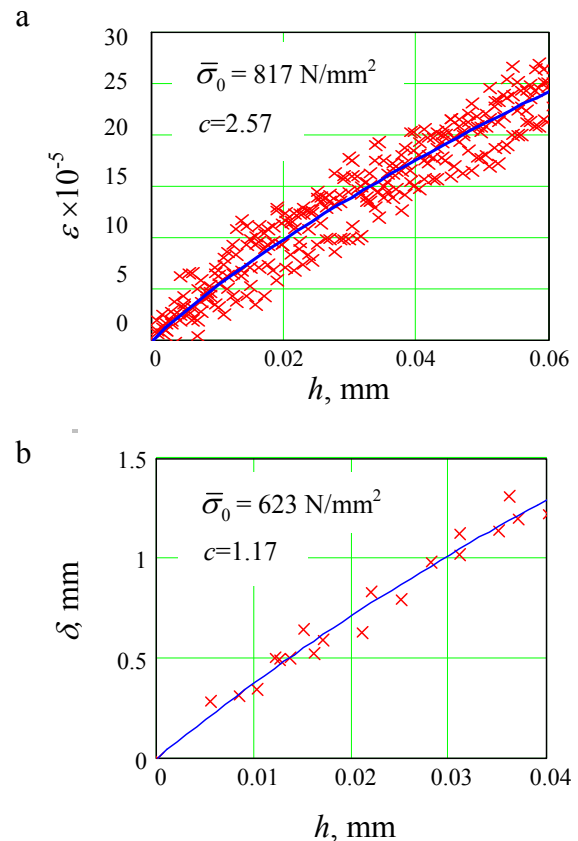 a
30
25
20
15
10
5
0
ε×10⁻⁵
σ̅₀ = 817 N/mm²
c=2.57
0
0.02
0.04
0.06
h, mm
b
1.5
1
0.5
0
δ, mm
σ̅₀ = 623 N/mm²
c=1.17
0
0.01
0.02
0.03
0.04
h, mm